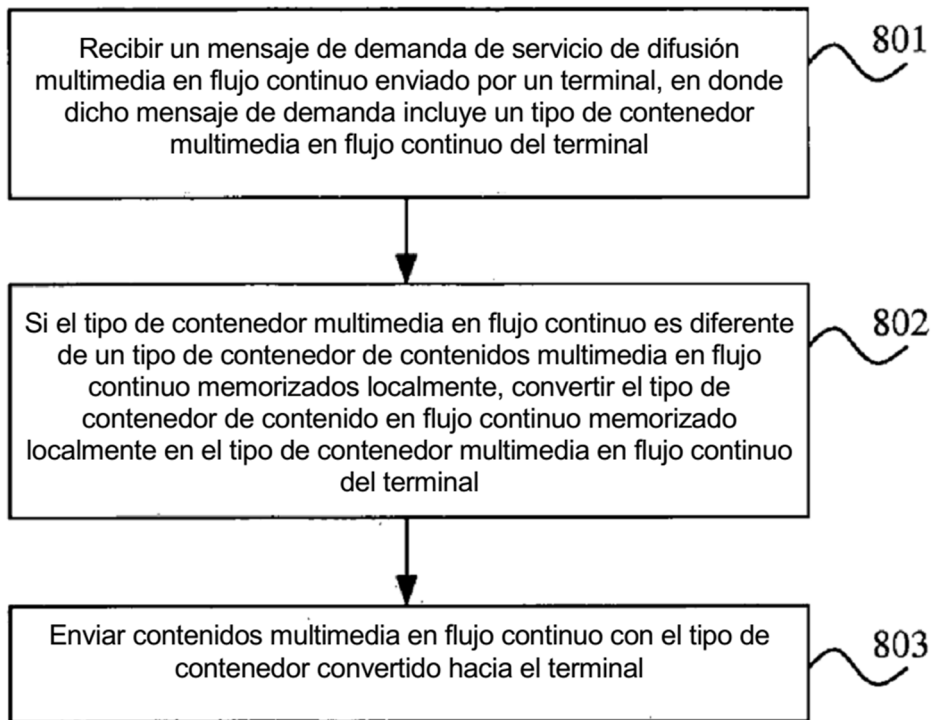 Recibir un mensaje de demanda de servicio de difusión
multimedia en flujo continuo enviado por un terminal, en donde
dicho mensaje de demanda incluye un tipo de contenedor
multimedia en flujo continuo del terminal
801
Si el tipo de contenedor multimedia en flujo continuo es diferente
de un tipo de contenedor de contenidos multimedia en flujo
continuo memorizados localmente, convertir el tipo de
contenedor de contenido en flujo continuo memorizado
localmente en el tipo de contenedor multimedia en flujo continuo
del terminal
802
Enviar contenidos multimedia en flujo continuo con el tipo de
contenedor convertido hacia el terminal
803